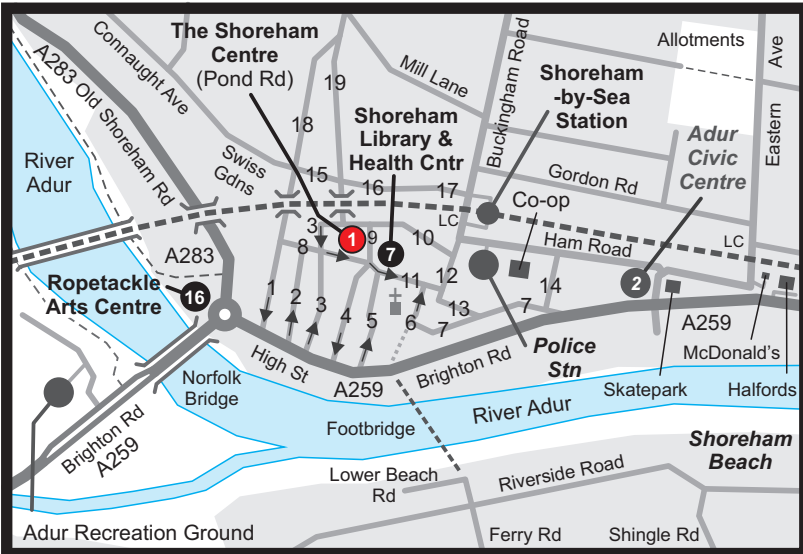 The Shoreham
Centre
(Pond Rd)
Connaught Ave
A283 Old Shoreham Rd
Mill Lane
Buckingham Road
Allotments
Eastern
Ave
Shoreham
-by-Sea
Station
Shoreham
Library &
Health Cntr
Adur
Civic
Centre
River
Adur
Swiss
Gdns
19
18
15
16
17
Gordon Rd
LC
Co-op
LC
Ham Road
A283
3
8
1
9
7
10
11
12
13
14
7
2
Ropetackle
Arts Centre
16
1
2
3
4
5
6
7
High St
A259
Brighton Rd
Police
Stn
A259
McDonald's
Skatepark
Halfords
Norfolk
Bridge
Brighton Rd
A259
Footbridge
River Adur
Shoreham
Beach
Lower Beach
Rd
Riverside Road
Adur Recreation Ground
Ferry Rd
Shingle Rd